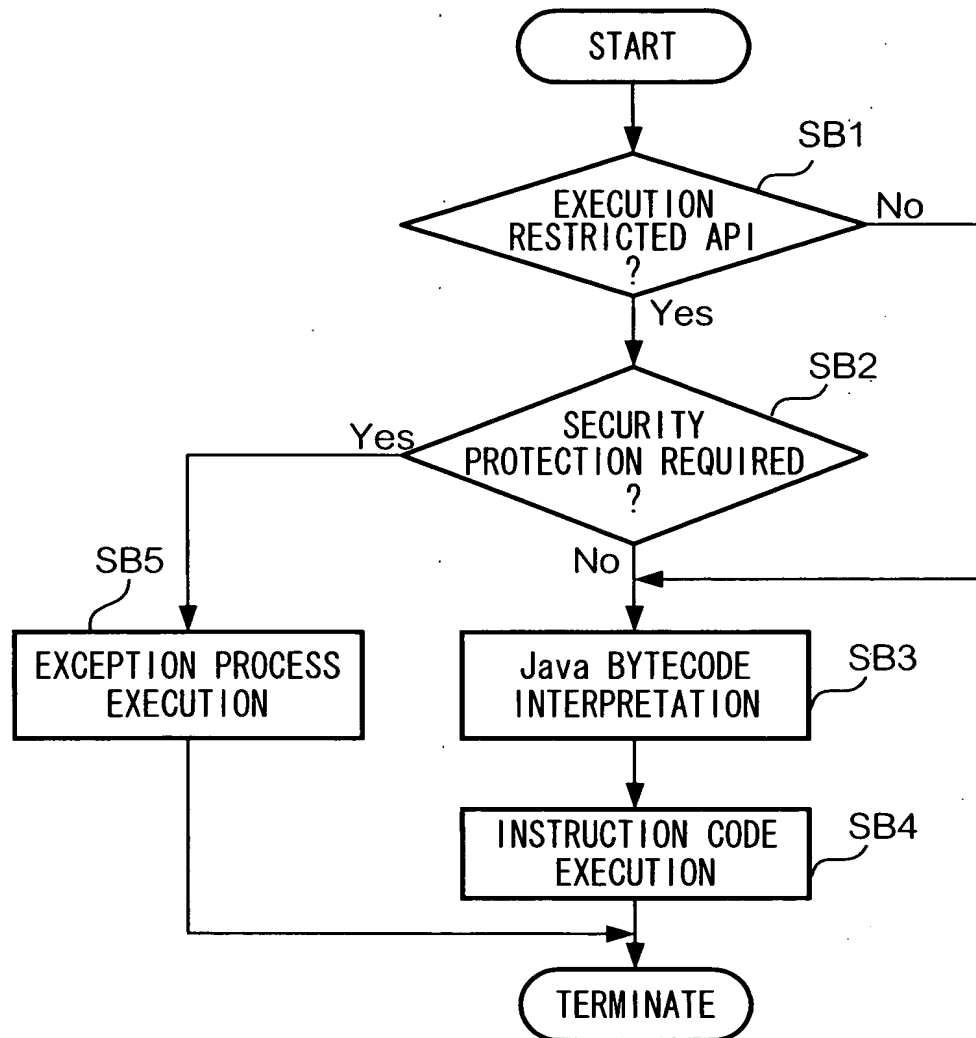 START
SB1
EXECUTION
RESTRICTED API
?
No
Yes
SB2
SECURITY
PROTECTION REQUIRED
?
Yes
No
SB5
EXCEPTION PROCESS
EXECUTION
Java BYTECODE
INTERPRETATION
SB3
INSTRUCTION CODE
EXECUTION
SB4
TERMINATE